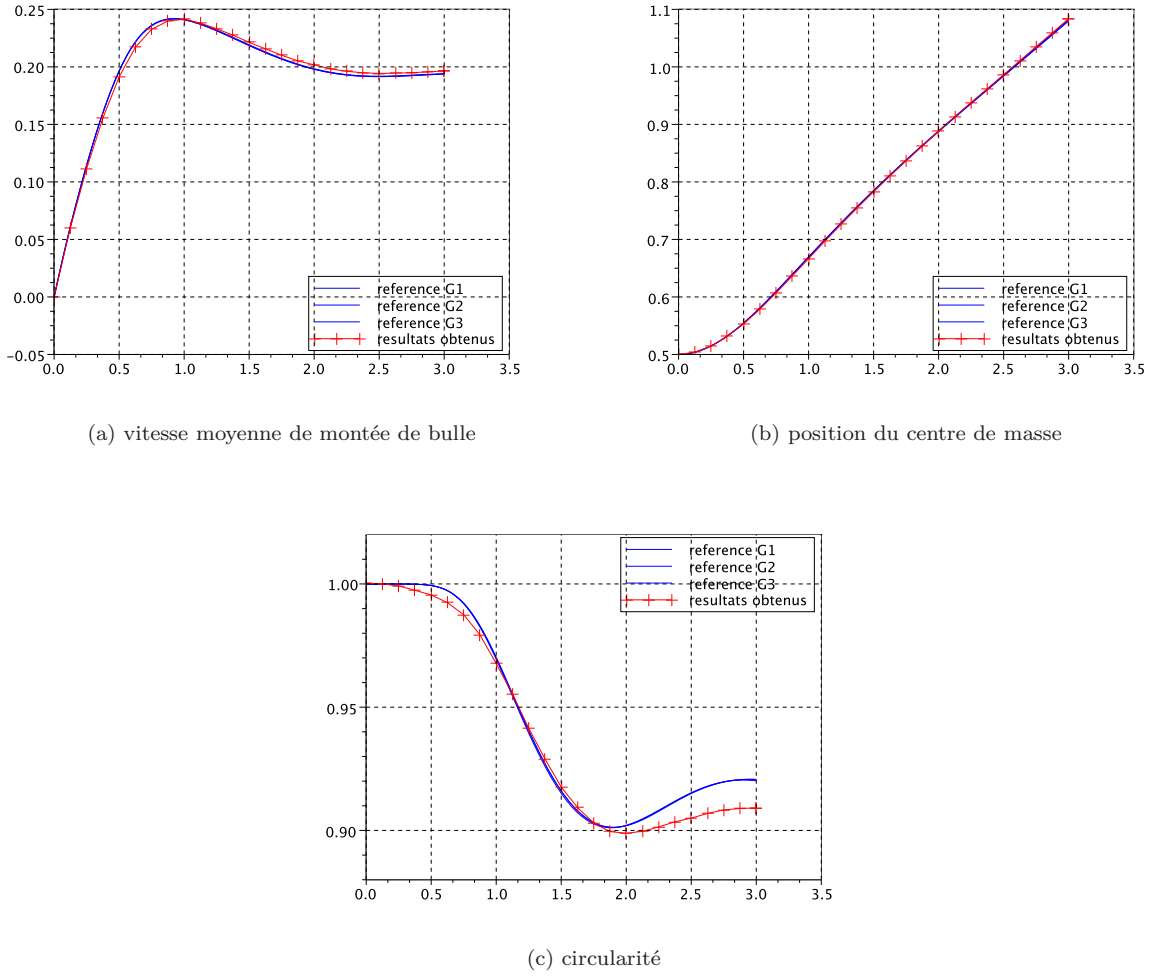 0.25
0.20
0.15
0.10
0.05
0.00
−0.05
0.0 0.5 1.0 1.5 2.0 2.5 3.0 3.5
reference G1
reference G2
reference G3
resultats obtenus
(a) vitesse moyenne de montée de bulle
1.1
1.0
0.9
0.8
0.7
0.6
0.5
0.0 0.5 1.0 1.5 2.0 2.5 3.0 3.5
reference G1
reference G2
reference G3
resultats obtenus
(b) position du centre de masse
1.00
0.95
0.90
0.0 0.5 1.0 1.5 2.0 2.5 3.0 3.5
reference G1
reference G2
reference G3
resultats obtenus
(c) circularité